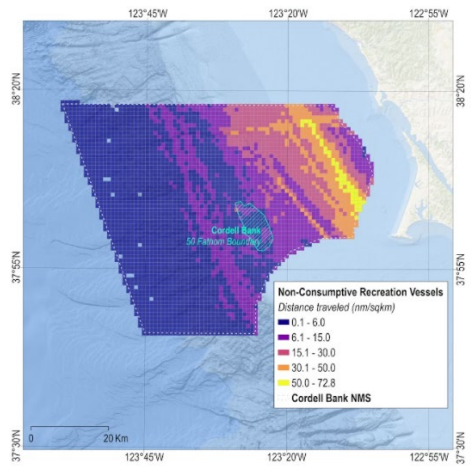 123°45'W 123°20'W 122°55'W
38°20'N 38°20'N
Cordell Bank
50 Fathom Boundary
37°55'N 37°55'N
Non-Consumptive Recreation Vessels
Distance traveled (nm/sqkm)
0.1 - 6.0
6.1 - 15.0
15.1 - 30.0
30.1 - 50.0
50.0 - 72.8
Cordell Bank NMS
0 20 Km
37°30'N 37°30'N
123°45'W 123°20'W 122°55'W